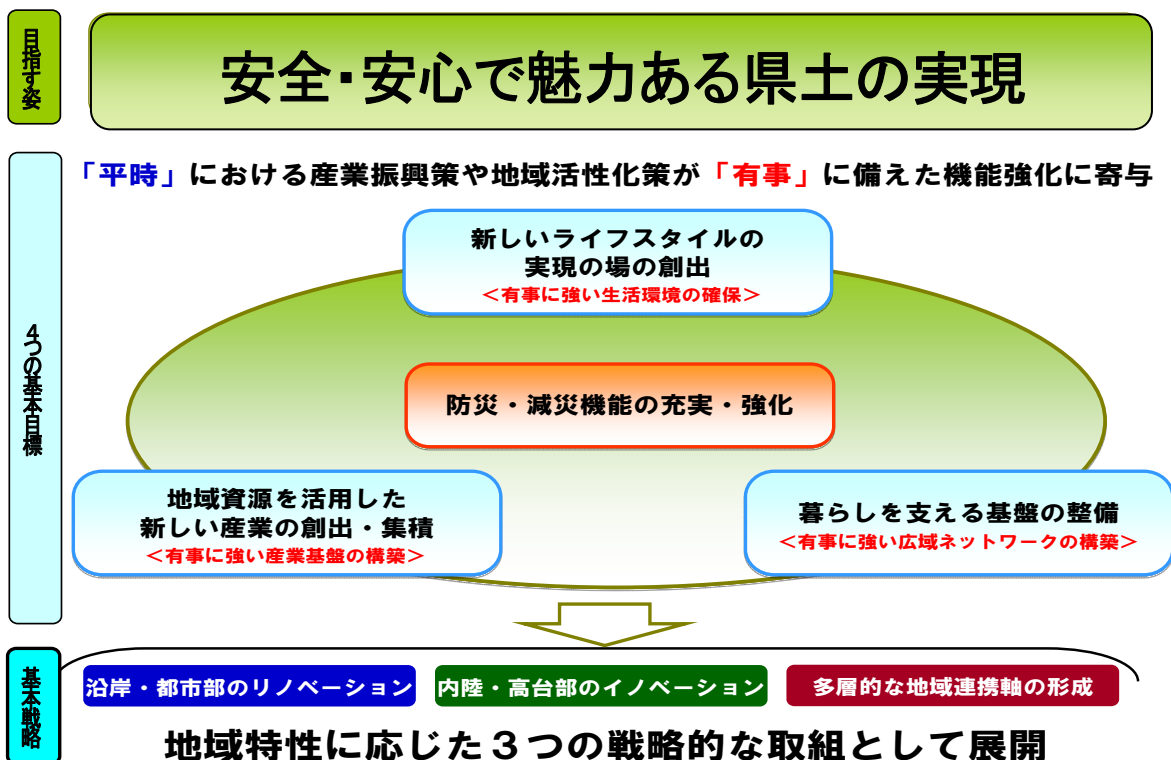 目指す姿
安全・安心で魅力ある県土の実現
4つの基本目標
「平時」における産業振興策や地域活性化策が「有事」に備えた機能強化に寄与
新しいライフスタイルの
実現の場の創出
＜有事に強い生活環境の確保＞
防災・減災機能の充実・強化
地域資源を活用した
新しい産業の創出・集積
＜有事に強い産業基盤の構築＞
暮らしを支える基盤の整備
＜有事に強い広域ネットワークの構築＞
基本戦略
沿岸・都市部のリノベーション
内陸・高台部のイノベーション
多層的な地域連携軸の形成
地域特性に応じた３つの戦略的な取組として展開